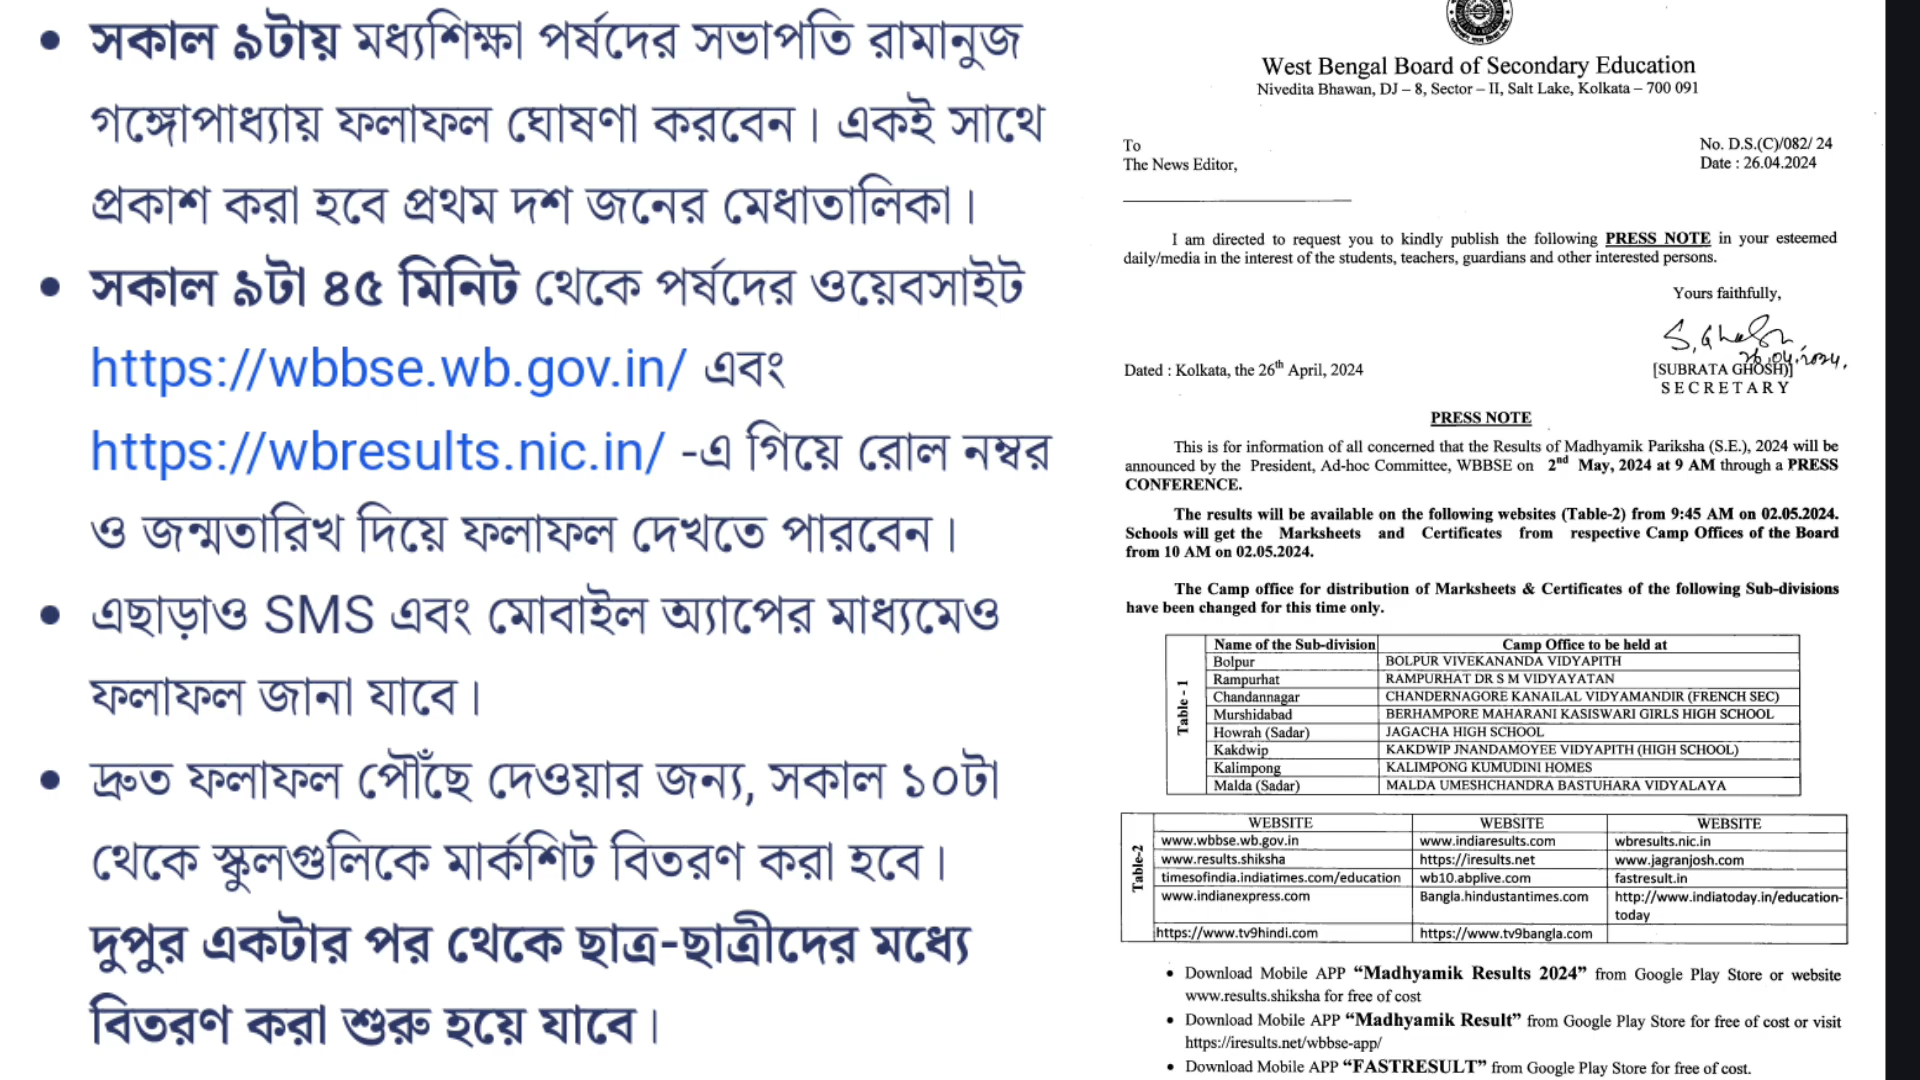 • সকাল ৯টায় মধ্যশিক্ষা পর্ষদের সভাপতি রামানুজ
গঙ্গোপাধ্যায় ফলাফল ঘোষণা করবেন। একই সাথে
প্রকাশ করা হবে প্রথম দশ জনের মেধাতালিকা।
• সকাল ৯টা ৪৫ মিনিট থেকে পর্ষদের ওয়েবসাইট
https://wbbse.wb.gov.in/ এবং
https://wbresults.nic.in/ -এ গিয়ে রোল নম্বর
ও জন্মতারিখ দিয়ে ফলাফল দেখতে পারবেন।
• এছাড়াও SMS এবং মোবাইল অ্যাপের মাধ্যমেও
ফলাফল জানা যাবে।
• দ্রুত ফলাফল পৌঁছে দেওয়ার জন্য, সকাল ১০টা
থেকে স্কুলগুলিকে মার্কশিট বিতরণ করা হবে।
দুপুর একটার পর থেকে ছাত্র-ছাত্রীদের মধ্যে
বিতরণ করা শুরু হয়ে যাবে।
West Bengal Board of Secondary Education
Nivedita Bhawan, DJ – 8, Sector – II, Salt Lake, Kolkata – 700 091
To
The News Editor,
No. D.S.(C)/082/ 24
Date : 26.04.2024
I am directed to request you to kindly publish the following PRESS NOTE in your esteemed
daily/media in the interest of the students, teachers, guardians and other interested persons.
Yours faithfully,
S. Ghosh
26.04.2024.
Dated : Kolkata, the 26th April, 2024
[SUBRATA GHOSH)]
SECRETARY
PRESS NOTE
This is for information of all concerned that the Results of Madhyamik Pariksha (S.E.), 2024 will be
announced by the President, Ad-hoc Committee, WBBSE on 2nd May, 2024 at 9 AM through a PRESS
CONFERENCE.
The results will be available on the following websites (Table-2) from 9:45 AM on 02.05.2024.
Schools will get the Marksheets and Certificates from respective Camp Offices of the Board
from 10 AM on 02.05.2024.
The Camp office for distribution of Marksheets & Certificates of the following Sub-divisions
have been changed for this time only.
Table - 1
Name of the Sub-division Camp Office to be held at
Bolpur BOLPUR VIVEKANANDA VIDYAPITH
Rampurhat RAMPURHAT DR S M VIDYAYATAN
Chandannagar CHANDERNAGORE KANAILAL VIDYAMANDIR (FRENCH SEC)
Murshidabad BERHAMPORE MAHARANI KASISWARI GIRLS HIGH SCHOOL
Howrah (Sadar) JAGACHA HIGH SCHOOL
Kakdwip KAKDWIP JNANDAMOYEE VIDYAPITH (HIGH SCHOOL)
Kalimpong KALIMPONG KUMUDINI HOMES
Malda (Sadar) MALDA UMESHCHANDRA BASTUHARA VIDYALAYA
Table-2
WEBSITE WEBSITE WEBSITE
www.wbbse.wb.gov.in www.indiaresults.com wbresults.nic.in
www.results.shiksha https://iresults.net www.jagranjosh.com
timesofindia.indiatimes.com/education wb10.abplive.com fastresult.in
www.indianexpress.com Bangla.hindustantimes.com http://www.indiatoday.in/education-
today
https://www.tv9hindi.com https://www.tv9bangla.com
• Download Mobile APP “Madhyamik Results 2024” from Google Play Store or website
www.results.shiksha for free of cost
• Download Mobile APP “Madhyamik Result” from Google Play Store for free of cost or visit
https://iresults.net/wbbse-app/
• Download Mobile APP “FASTRESULT” from Google Play Store for free of cost.